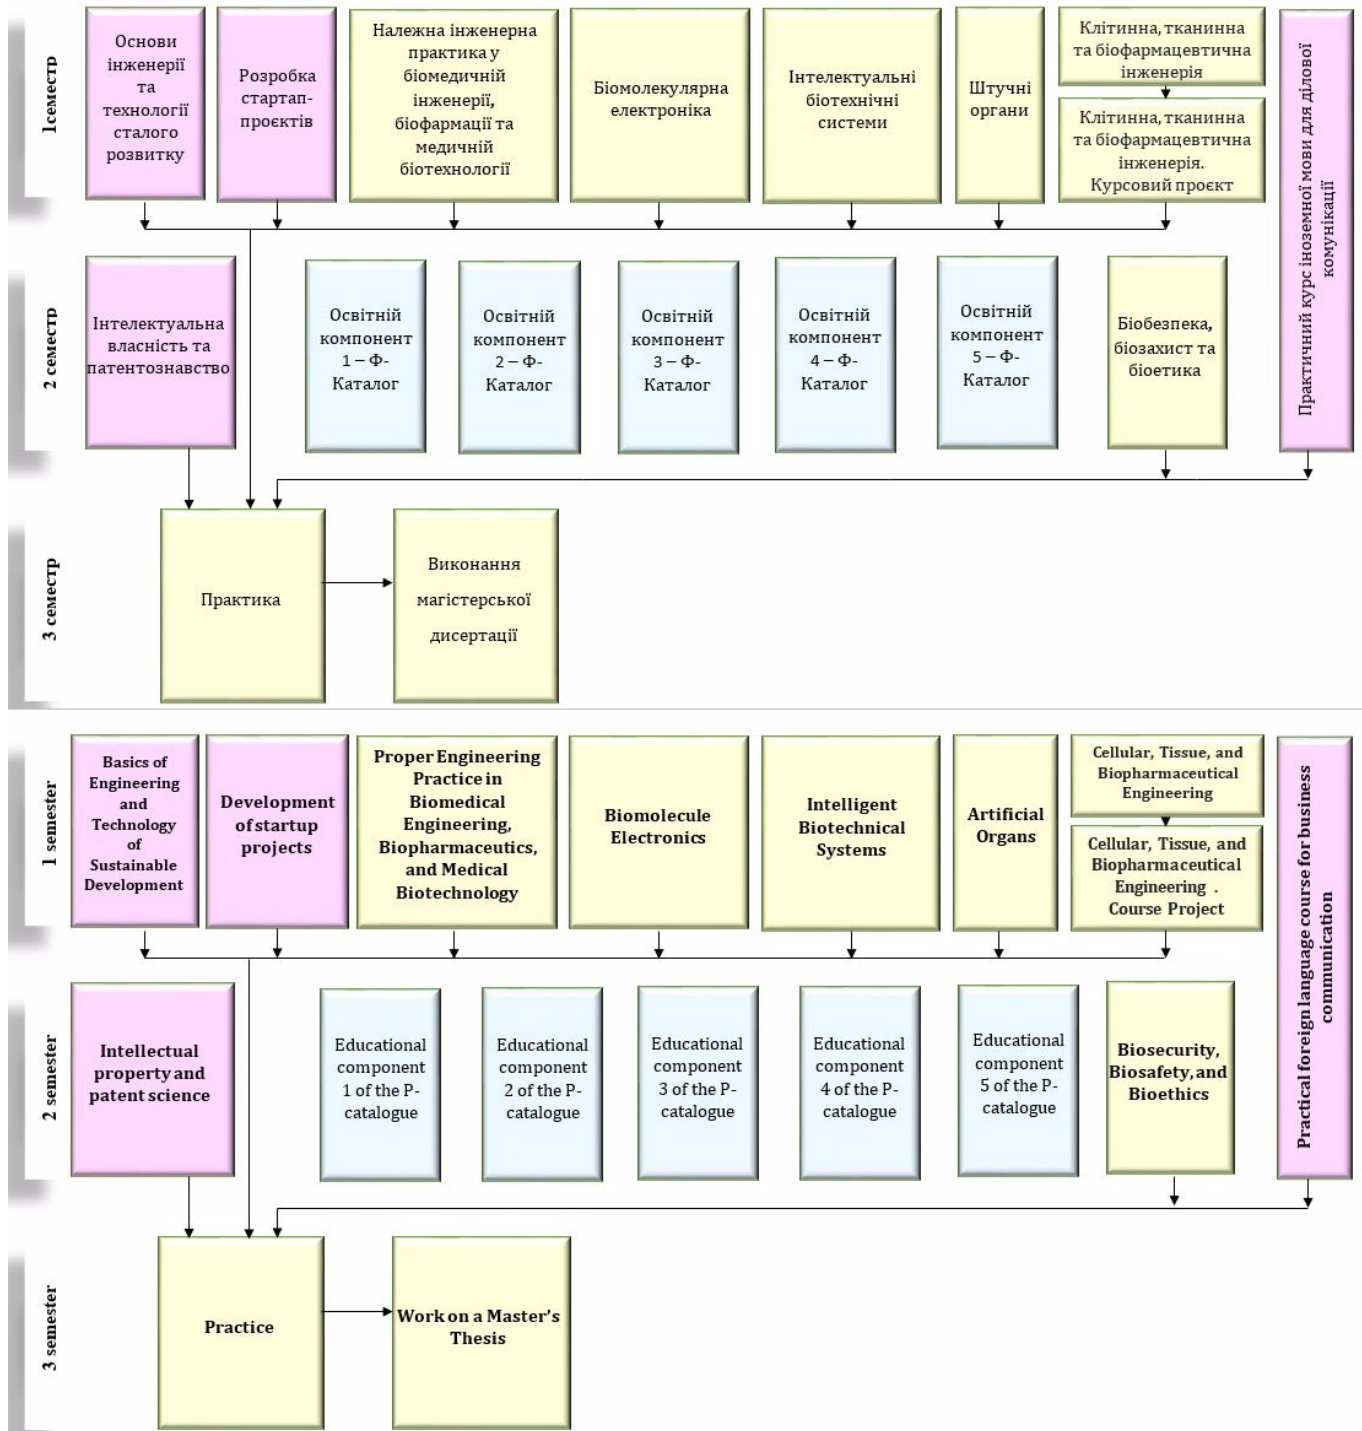 1семестр
Основи
інженерії
та
технології
сталого
розвитку
Розробка
стартап-
проєктів
Належна інженерна
практика у
біомедичній
інженерії,
біофармації та
медичній
біотехнології
Біомолекулярна
електроніка
Інтелектуальні
біотехнічні
системи
Штучні
органи
Клітинна, тканинна
та біофармацевтична
інженерія
Клітинна, тканинна
та біофармацевтична
інженерія.
Курсовий проєкт
Практичний курс іноземної мови для ділової
комунікації
2 семестр
Інтелектуальна
власність та
патентознавство
Освітній
компонент
1 – Ф-
Каталог
Освітній
компонент
2 – Ф-
Каталог
Освітній
компонент
3 – Ф-
Каталог
Освітній
компонент
4 – Ф-
Каталог
Освітній
компонент
5 – Ф-
Каталог
Біобезпека,
біозахист та
біоетика
3 семестр
Практика
Виконання
магістерської
дисертації
1 semester
Basics of
Engineering
and
Technology
of
Sustainable
Development
Development
of startup
projects
Proper Engineering
Practice in
Biomedical
Engineering,
Biopharmaceutics,
and Medical
Biotechnology
Biomolecule
Electronics
Intelligent
Biotechnical
Systems
Artificial
Organs
Cellular, Tissue, and
Biopharmaceutical
Engineering
Cellular, Tissue, and
Biopharmaceutical
Engineering .
Course Project
Practical foreign language course for business
communication
2 semester
Intellectual
property and
patent science
Educational
component
1 of the P-
catalogue
Educational
component
2 of the P-
catalogue
Educational
component
3 of the P-
catalogue
Educational
component
4 of the P-
catalogue
Educational
component
5 of the P-
catalogue
Biosecurity,
Biosafety, and
Bioethics
3 semester
Practice
Work on a Master's
Thesis